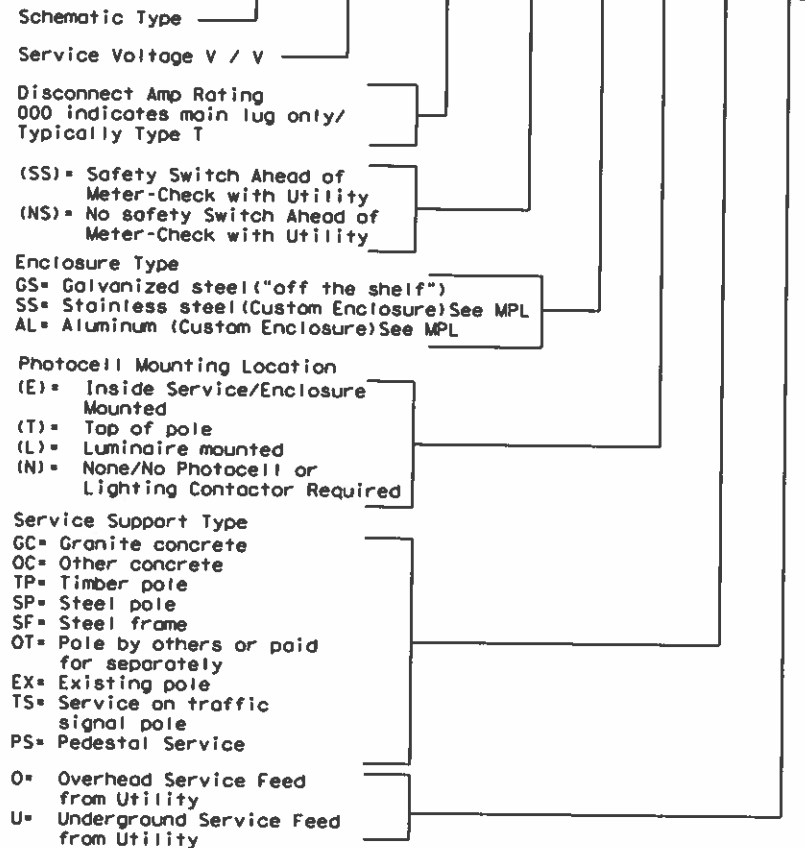 Schematic Type
Service Voltage V / V
Disconnect Amp Rating
000 indicates main lug only/
Typically Type T
(SS)= Safety Switch Ahead of
Meter-Check with Utility
(NS)= No safety Switch Ahead of
Meter-Check with Utility
Enclosure Type
GS= Galvanized steel("off the shelf")
SS= Stainless steel(Custom Enclosure)See MPL
AL= Aluminum (Custom Enclosure)See MPL
Photocell Mounting Location
(E)= Inside Service/Enclosure
Mounted
(T)= Top of pole
(L)= Luminaire mounted
(N)= None/No Photocell or
Lighting Contactor Required
Service Support Type
GC= Granite concrete
OC= Other concrete
TP= Timber pole
SP= Steel pole
SF= Steel frame
OT= Pole by others or paid
for separately
EX= Existing pole
TS= Service on traffic
signal pole
PS= Pedestal Service
O= Overhead Service Feed
from Utility
U= Underground Service Feed
from Utility